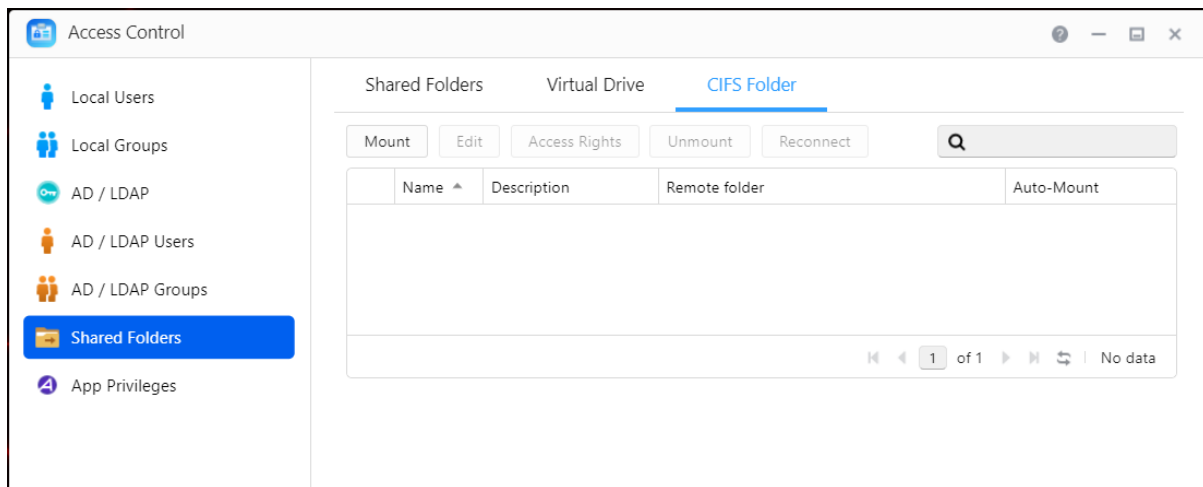 Access Control
Local Users
Local Groups
AD / LDAP
AD / LDAP Users
AD / LDAP Groups
Shared Folders
App Privileges
Shared Folders Virtual Drive CIFS Folder
Mount Edit Access Rights Unmount Reconnect
Name Description Remote folder Auto-Mount
1 of 1 No data